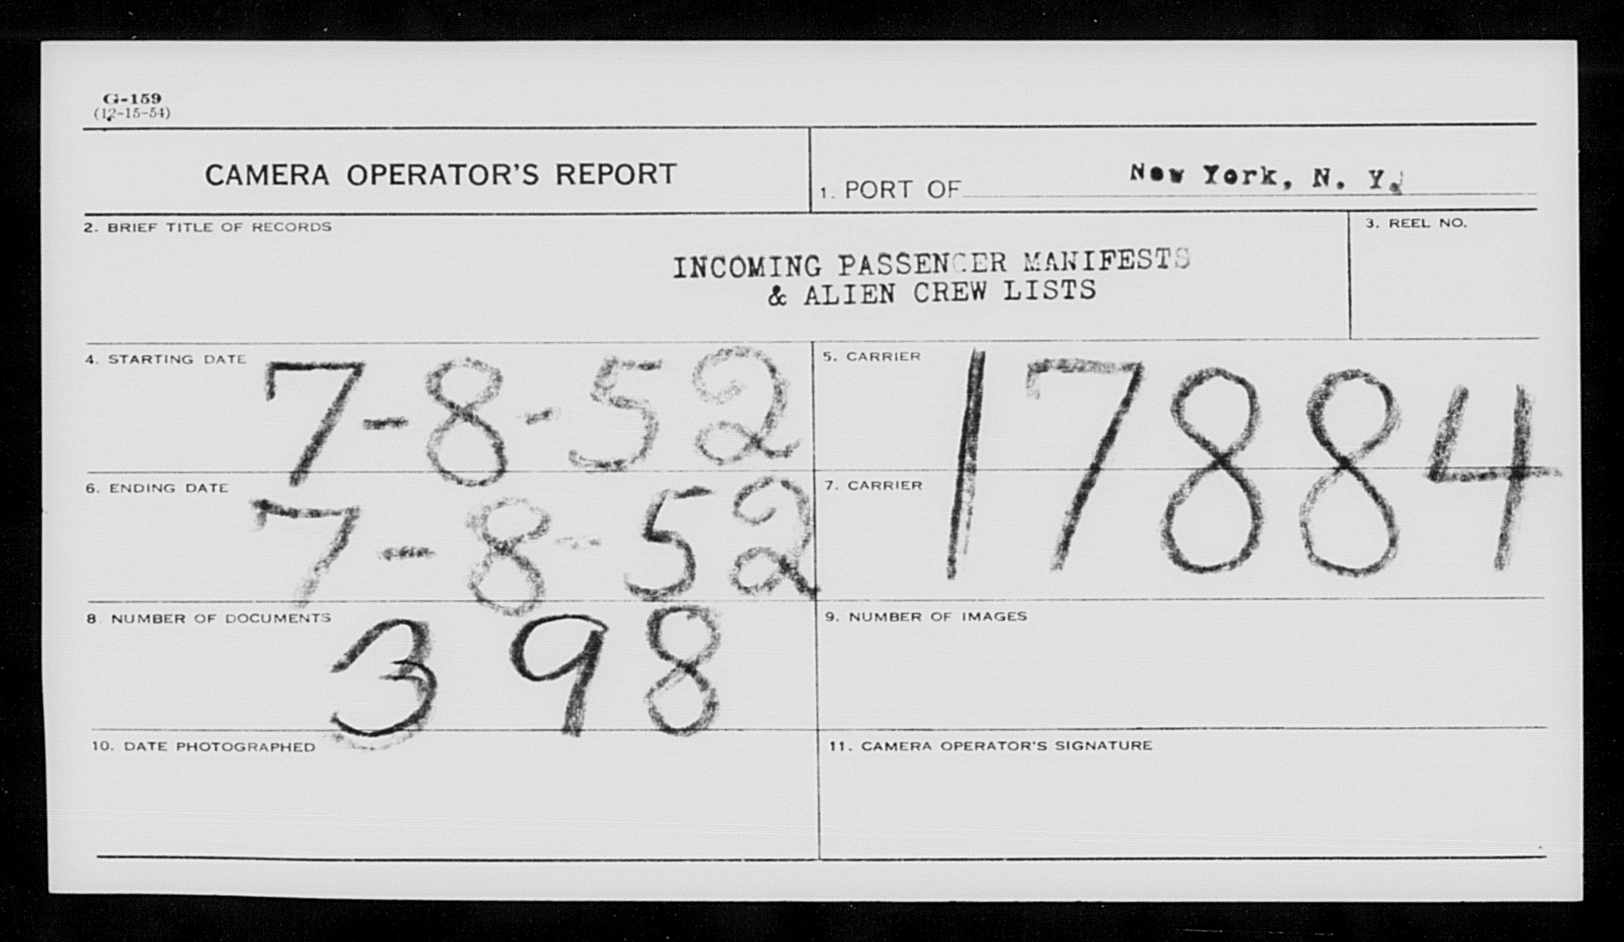 G-159
(12-15-54)
CAMERA OPERATOR'S REPORT
1. PORT OF New York, N. Y.
2. BRIEF TITLE OF RECORDS
INCOMING PASSENGER MANIFESTS
& ALIEN CREW LISTS
3. REEL NO.
4. STARTING DATE 7-8-52
5. CARRIER 17884
6. ENDING DATE 7-8-52
7. CARRIER
8. NUMBER OF DOCUMENTS 398
9. NUMBER OF IMAGES
10. DATE PHOTOGRAPHED
11. CAMERA OPERATOR'S SIGNATURE